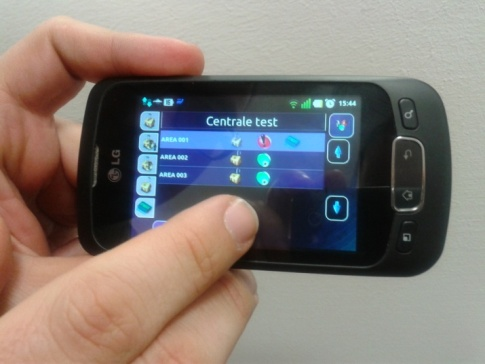 15:44
Centrale test
AREA 001
AREA 002
AREA 003
LG